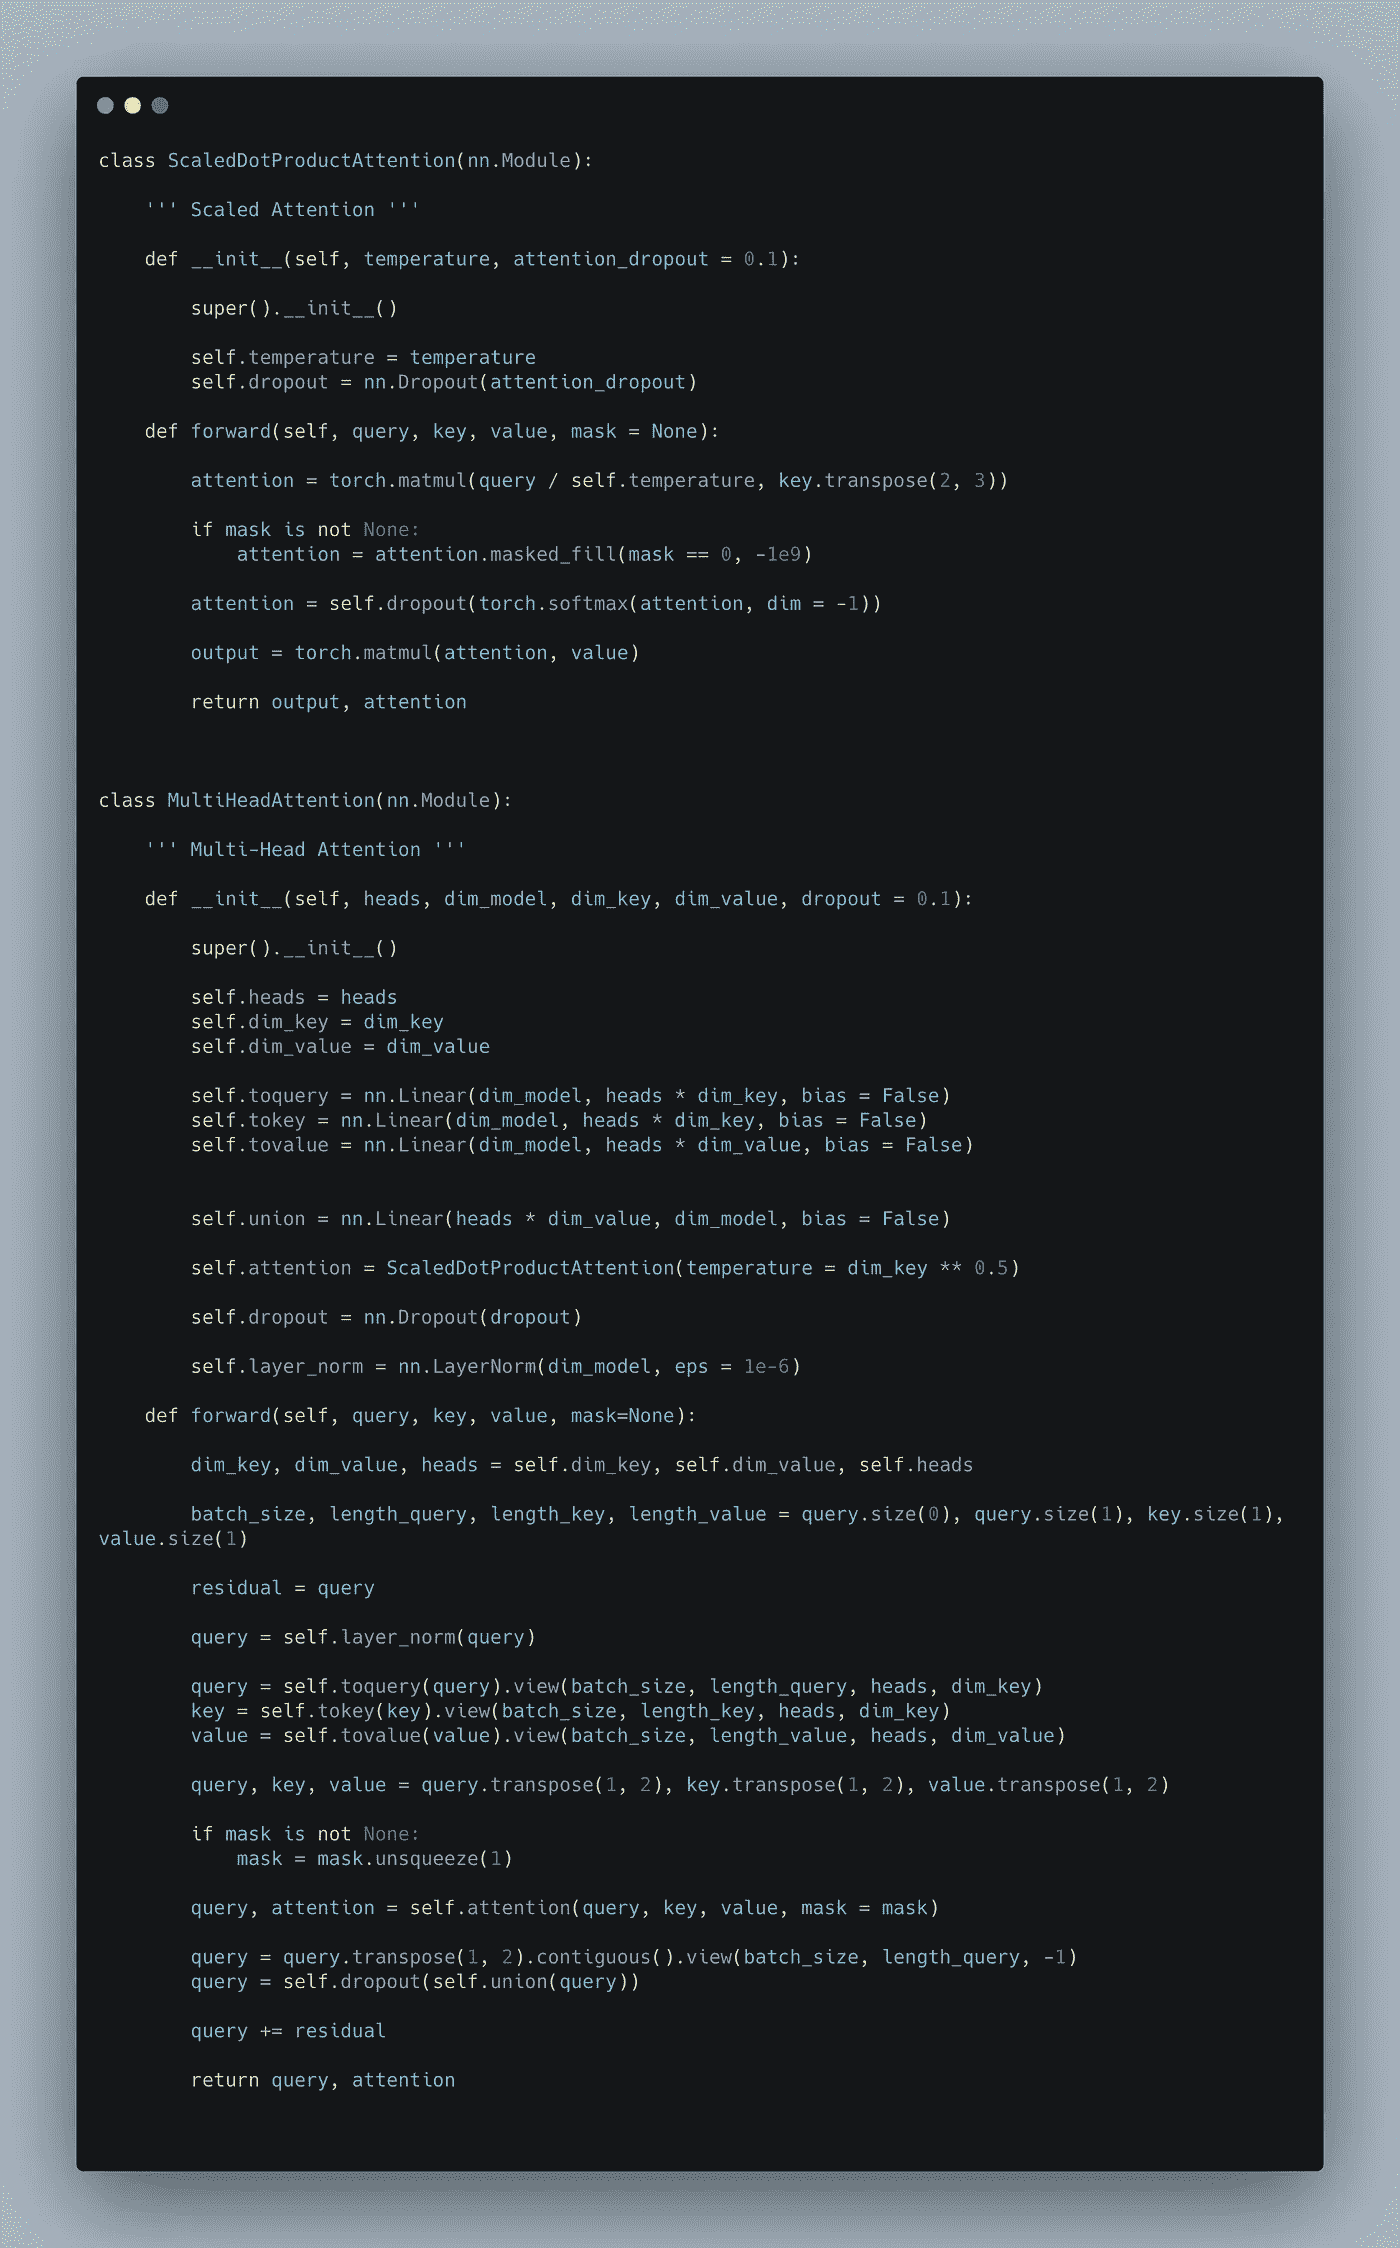 class ScaledDotProductAttention(nn.Module):
    ''' Scaled Attention '''
    def __init__(self, temperature, attention_dropout = 0.1):
        super().__init__()
        self.temperature = temperature
        self.dropout = nn.Dropout(attention_dropout)
    def forward(self, query, key, value, mask = None):
        attention = torch.matmul(query / self.temperature, key.transpose(2, 3))
        if mask is not None:
            attention = attention.masked_fill(mask == 0, -1e9)
        attention = self.dropout(torch.softmax(attention, dim = -1))
        output = torch.matmul(attention, value)
        return output, attention
class MultiHeadAttention(nn.Module):
    ''' Multi-Head Attention '''
    def __init__(self, heads, dim_model, dim_key, dim_value, dropout = 0.1):
        super().__init__()
        self.heads = heads
        self.dim_key = dim_key
        self.dim_value = dim_value
        self.toquery = nn.Linear(dim_model, heads * dim_key, bias = False)
        self.tokey = nn.Linear(dim_model, heads * dim_key, bias = False)
        self.tovalue = nn.Linear(dim_model, heads * dim_value, bias = False)
        self.union = nn.Linear(heads * dim_value, dim_model, bias = False)
        self.attention = ScaledDotProductAttention(temperature = dim_key ** 0.5)
        self.dropout = nn.Dropout(dropout)
        self.layer_norm = nn.LayerNorm(dim_model, eps = 1e-6)
    def forward(self, query, key, value, mask=None):
        dim_key, dim_value, heads = self.dim_key, self.dim_value, self.heads
        batch_size, length_query, length_key, length_value = query.size(0), query.size(1), key.size(1),
value.size(1)
        residual = query
        query = self.layer_norm(query)
        query = self.toquery(query).view(batch_size, length_query, heads, dim_key)
        key = self.tokey(key).view(batch_size, length_key, heads, dim_key)
        value = self.tovalue(value).view(batch_size, length_value, heads, dim_value)
        query, key, value = query.transpose(1, 2), key.transpose(1, 2), value.transpose(1, 2)
        if mask is not None:
            mask = mask.unsqueeze(1)
        query, attention = self.attention(query, key, value, mask = mask)
        query = query.transpose(1, 2).contiguous().view(batch_size, length_query, -1)
        query = self.dropout(self.union(query))
        query += residual
        return query, attention